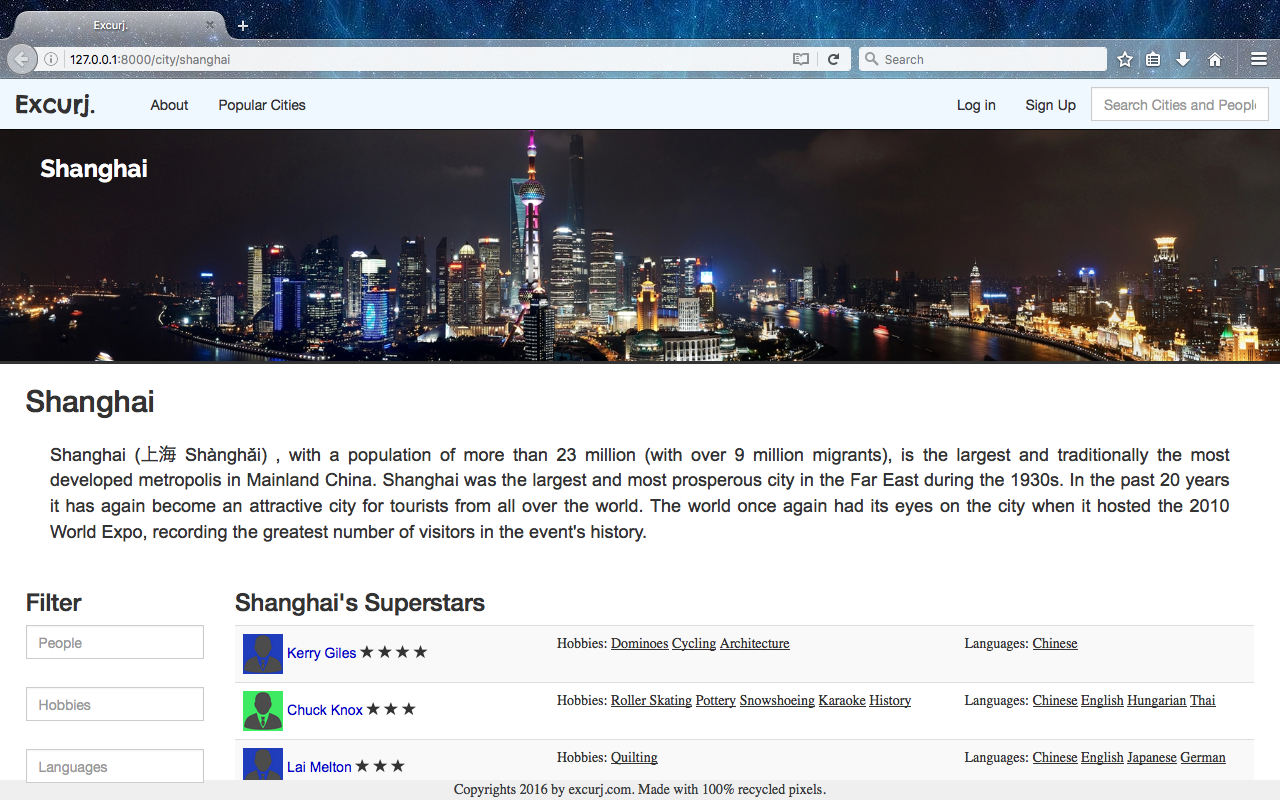 Excurj.
127.0.0.1:8000/city/shanghai
Search
Excurj.
About
Popular Cities
Log in
Sign Up
Search Cities and People
Shanghai
Shanghai
Shanghai (上海 Shànghǎi) , with a population of more than 23 million (with over 9 million migrants), is the largest and traditionally the most
developed metropolis in Mainland China. Shanghai was the largest and most prosperous city in the Far East during the 1930s. In the past 20 years
it has again become an attractive city for tourists from all over the world. The world once again had its eyes on the city when it hosted the 2010
World Expo, recording the greatest number of visitors in the event's history.
Filter
People
Hobbies
Languages
Shanghai's Superstars
Kerry Giles ★ ★ ★ ★
Hobbies: Dominoes Cycling Architecture
Languages: Chinese
Chuck Knox ★ ★ ★
Hobbies: Roller Skating Pottery Snowshoeing Karaoke History
Languages: Chinese English Hungarian Thai
Lai Melton ★ ★ ★
Hobbies: Quilting
Languages: Chinese English Japanese German
Copyrights 2016 by excurj.com. Made with 100% recycled pixels.